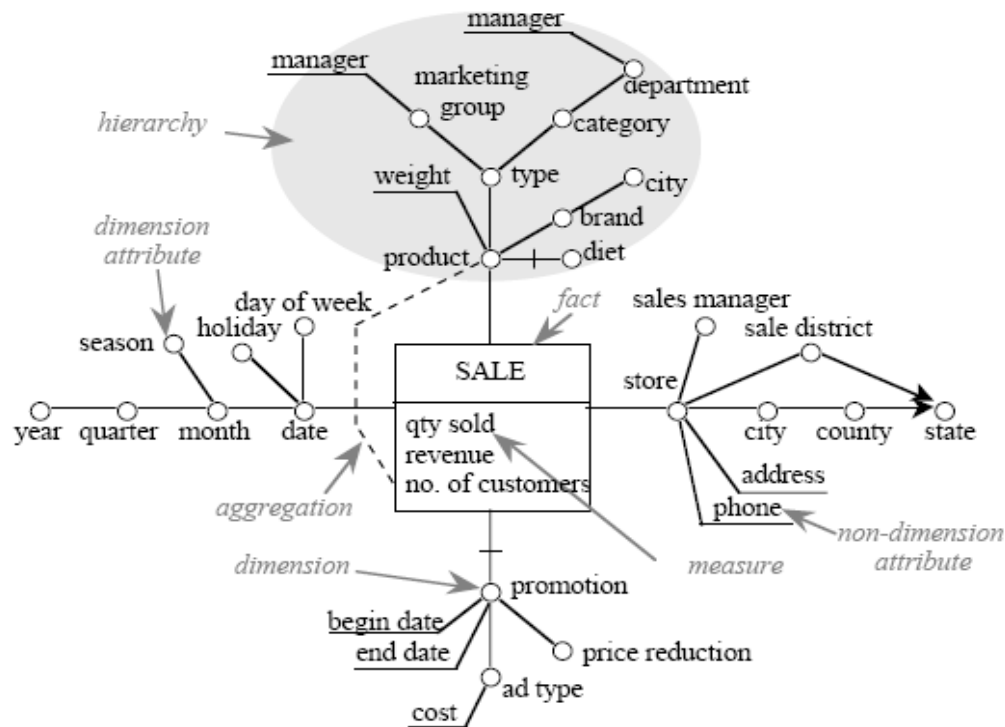 manager
manager
marketing
group
department
hierarchy
category
weight
type
city
brand
dimension
attribute
product
diet
day of week
holiday
fact
sales manager
season
sale district
SALE
store
year
quarter
month
date
qty sold
revenue
no. of customers
city
county
state
aggregation
address
phone
non-dimension
attribute
dimension
measure
promotion
begin date
end date
price reduction
ad type
cost